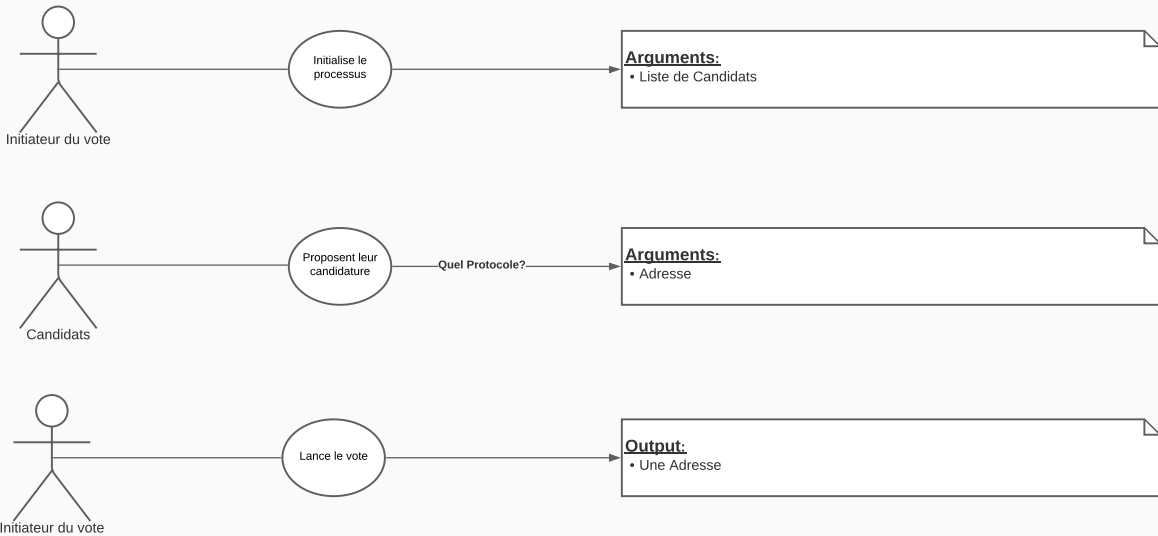 Initialise le
processus
Arguments:
• Liste de Candidats
Initiateur du vote
Proposent leur
candidature
Quel Protocole?
Arguments:
• Adresse
Candidats
Lance le vote
Output:
• Une Adresse
Initiateur du vote